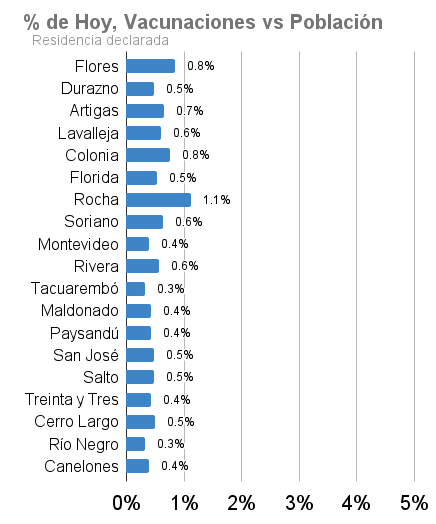 % de Hoy, Vacunaciones vs Población
Residencia declarada
Flores 0.8%
Durazno 0.5%
Artigas 0.7%
Lavalleja 0.6%
Colonia 0.8%
Florida 0.5%
Rocha 1.1%
Soriano 0.6%
Montevideo 0.4%
Rivera 0.6%
Tacuarembó 0.3%
Maldonado 0.4%
Paysandú 0.4%
San José 0.5%
Salto 0.5%
Treinta y Tres 0.4%
Cerro Largo 0.5%
Río Negro 0.3%
Canelones 0.4%
0% 1% 2% 3% 4% 5%